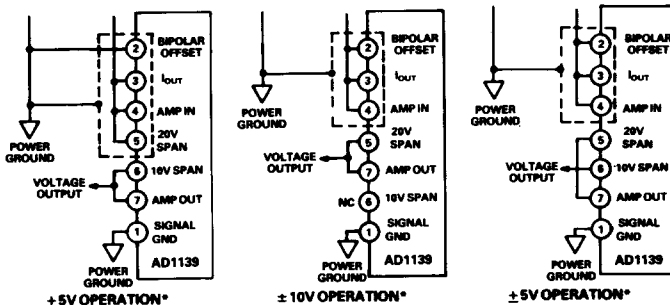 2 BIPOLAR OFFSET
3 IOUT
4 AMP IN
5 20V SPAN
6 10V SPAN
7 AMP OUT
1 SIGNAL GND
POWER GROUND
VOLTAGE OUTPUT
POWER GROUND
AD1139
+5V OPERATION*
2 BIPOLAR OFFSET
3 IOUT
4 AMP IN
5 20V SPAN
7 AMP OUT
NC 6 10V SPAN
1 SIGNAL GND
POWER GROUND
VOLTAGE OUTPUT
POWER GROUND
AD1139
±10V OPERATION*
2 BIPOLAR OFFSET
3 IOUT
4 AMP IN
5 20V SPAN
6 10V SPAN
7 AMP OUT
1 SIGNAL GND
POWER GROUND
VOLTAGE OUTPUT
POWER GROUND
AD1139
±5V OPERATION*